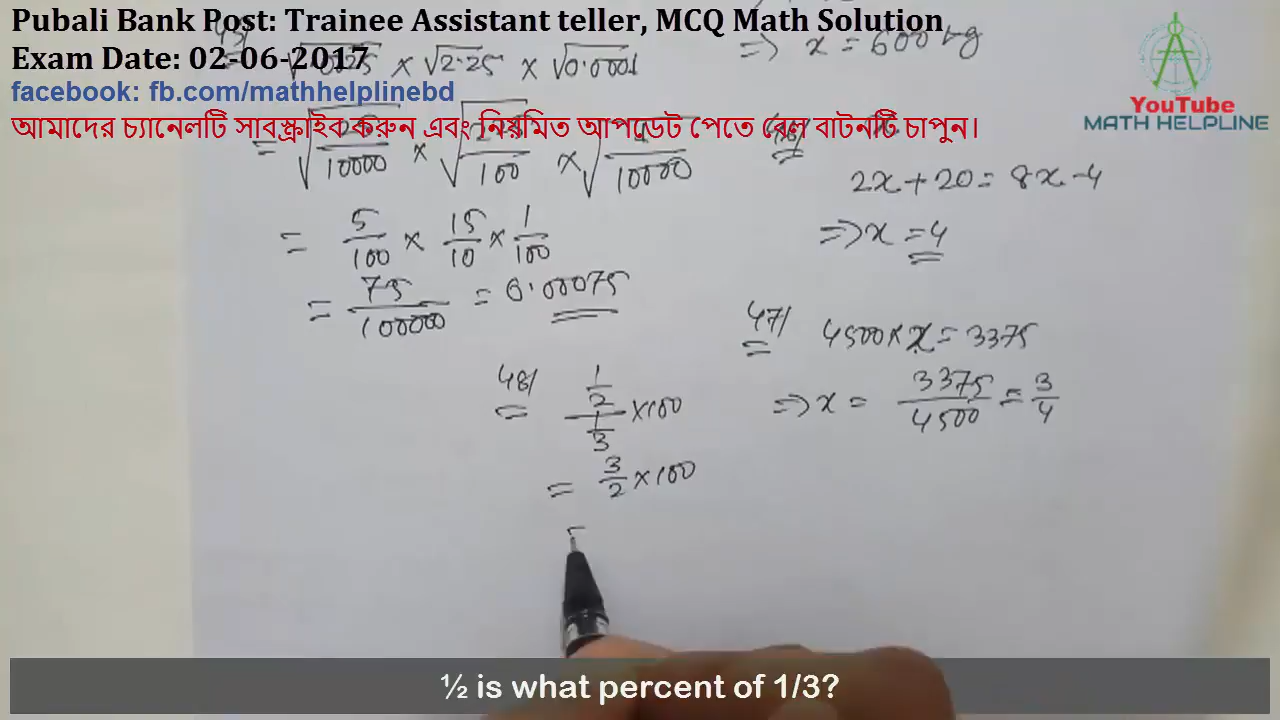 Pubali Bank Post: Trainee Assistant teller, MCQ Math Solution
Exam Date: 02-06-2017
facebook: fb.com/mathhelplinebd
আমাদের চ্যানেলটি সাবস্ক্রাইব করুন এবং নিয়মিত আপডেট পেতে বেল বাটনটি চাপুন।
YouTube
MATH HELPLINE
× √2.25 × √0.0001
=> x = 600 kg
= 10000 × 100 × 10000
2x + 20 = 8x - 4
=> x = 4
= 5/100 × 15/10 × 1/100
= 75/100000 = 0.00075
47/ 4500 × x = 3375
=> x = 3375/4500 = 3/4
48/ (1/2)/(1/3) × 100
= 3/2 × 100
½ is what percent of 1/3?